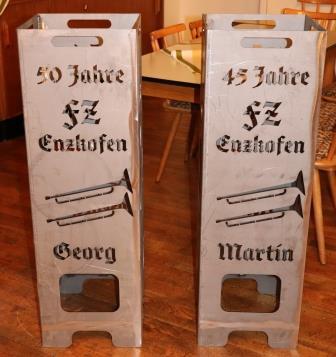 50 Jahre
FZ
Enzkofen
Georg
45 Jahre
FZ
Enzkofen
Martin